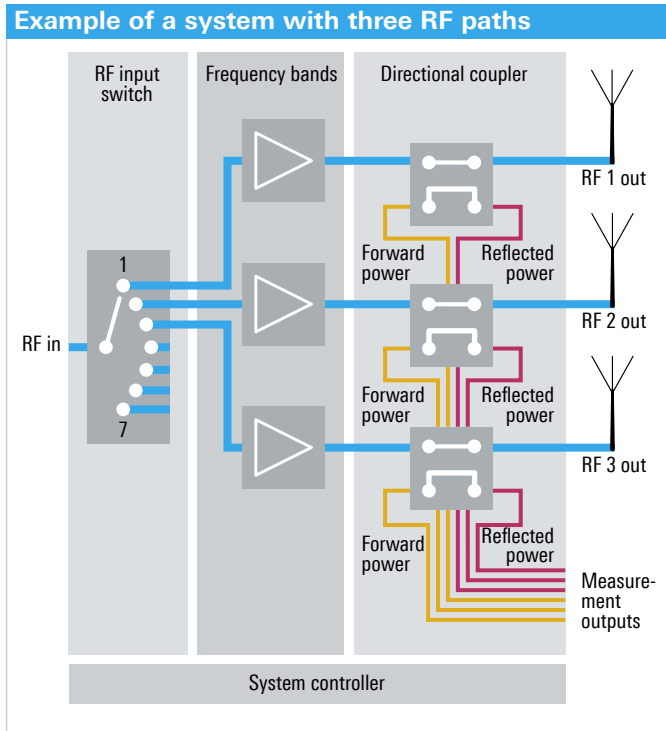 Example of a system with three RF paths
RF input
switch
Frequency bands
Directional coupler
RF 1 out
Forward
power
Reflected
power
1
RF 2 out
RF in
Forward
power
Reflected
power
7
RF 3 out
Forward
power
Reflected
power
Measure-
ment
outputs
System controller